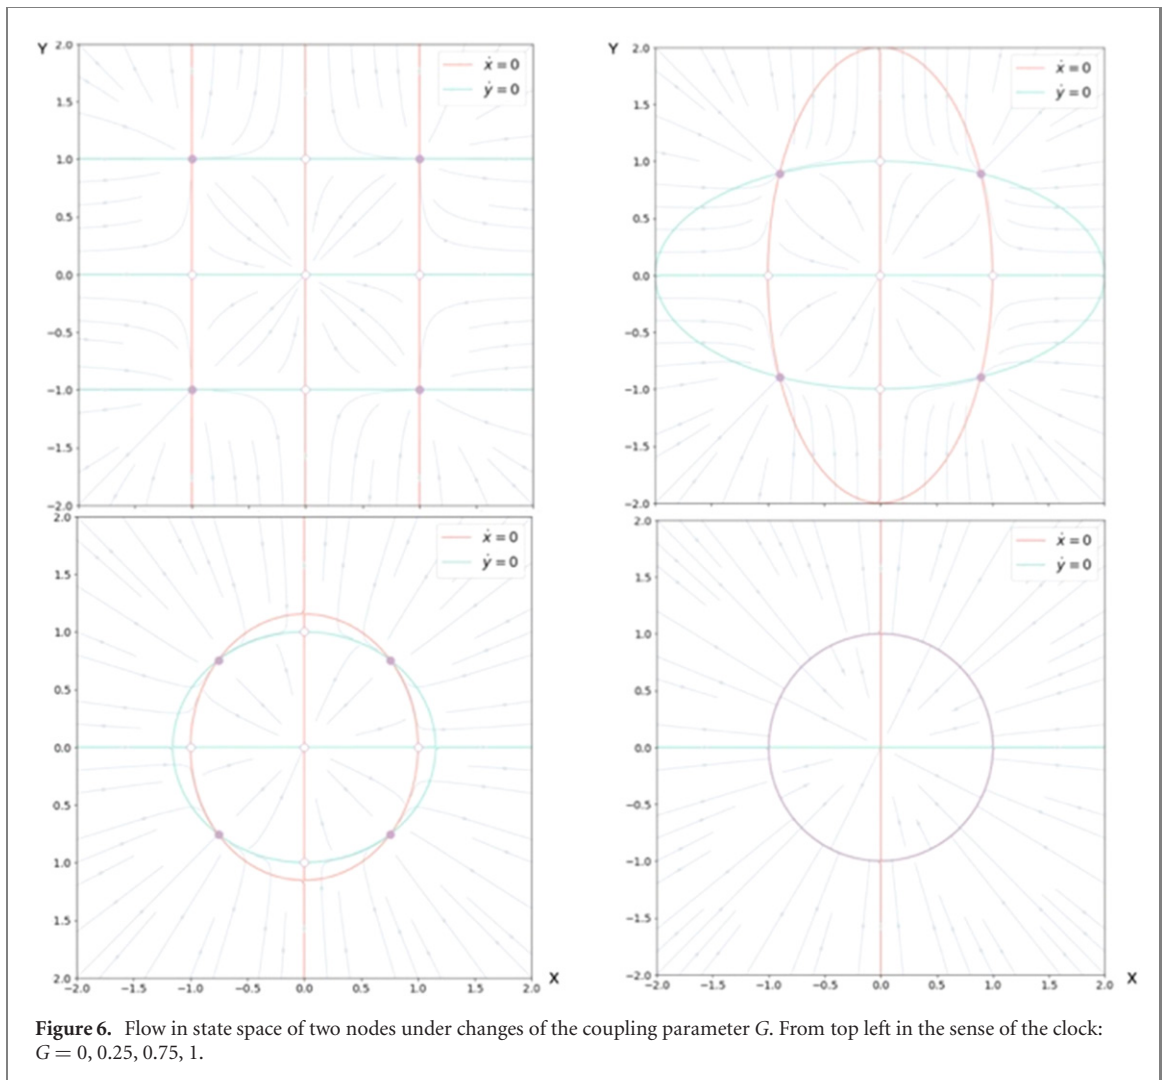 Y
2.0
1.5
1.0
0.5
0.0
−0.5
−1.0
−1.5
−2.0
ẋ = 0
ẏ = 0
Y
2.0
1.5
1.0
0.5
0.0
−0.5
−1.0
−1.5
−2.0
ẋ = 0
ẏ = 0
2.0
1.5
1.0
0.5
0.0
0.5
1.0
1.5
2.0
ẋ = 0
ẏ = 0
−2.0 −1.5 −1.0 −0.5 0.0 0.5 1.0 1.5 2.0
X
2.0
1.5
1.0
0.5
0.0
−0.5
−1.0
−1.5
−2.0
ẋ = 0
ẏ = 0
−2.0 −1.5 −1.0 −0.5 0.0 0.5 1.0 1.5 2.0
X
Figure 6. Flow in state space of two nodes under changes of the coupling parameter G. From top left in the sense of the clock:
G = 0, 0.25, 0.75, 1.